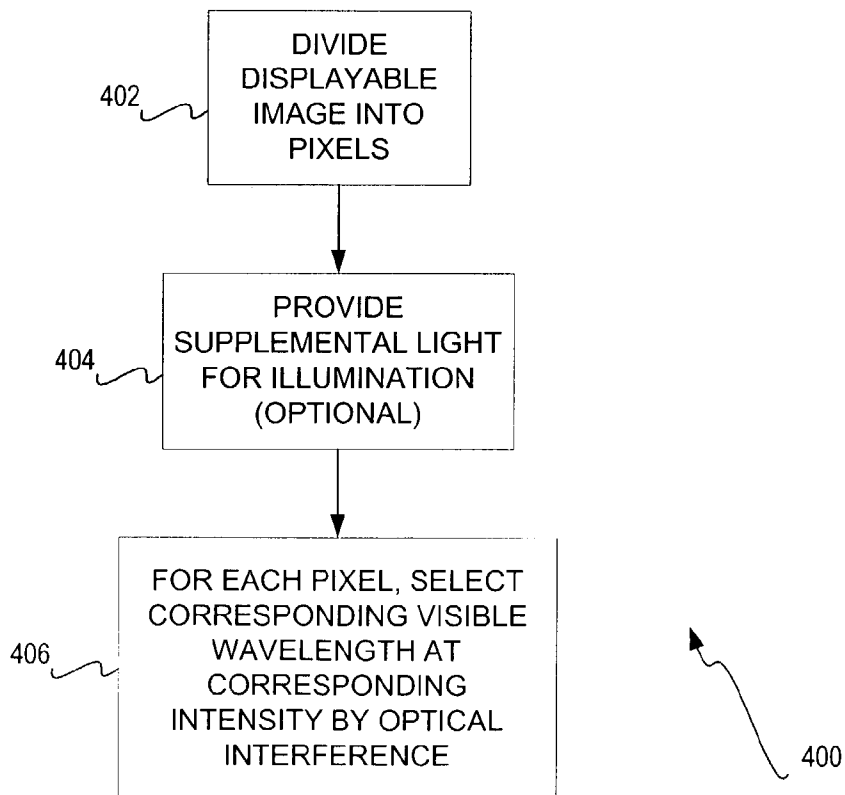 DIVIDE
DISPLAYABLE
IMAGE INTO
PIXELS
402
PROVIDE
SUPPLEMENTAL LIGHT
FOR ILLUMINATION
(OPTIONAL)
404
FOR EACH PIXEL, SELECT
CORRESPONDING VISIBLE
WAVELENGTH AT
CORRESPONDING
INTENSITY BY OPTICAL
INTERFERENCE
406
400